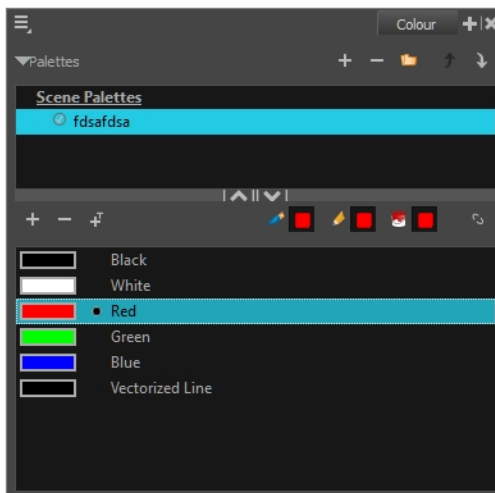 Colour
Palettes
Scene Palettes
fdsafdsa
Black
White
Red
Green
Blue
Vectorized Line